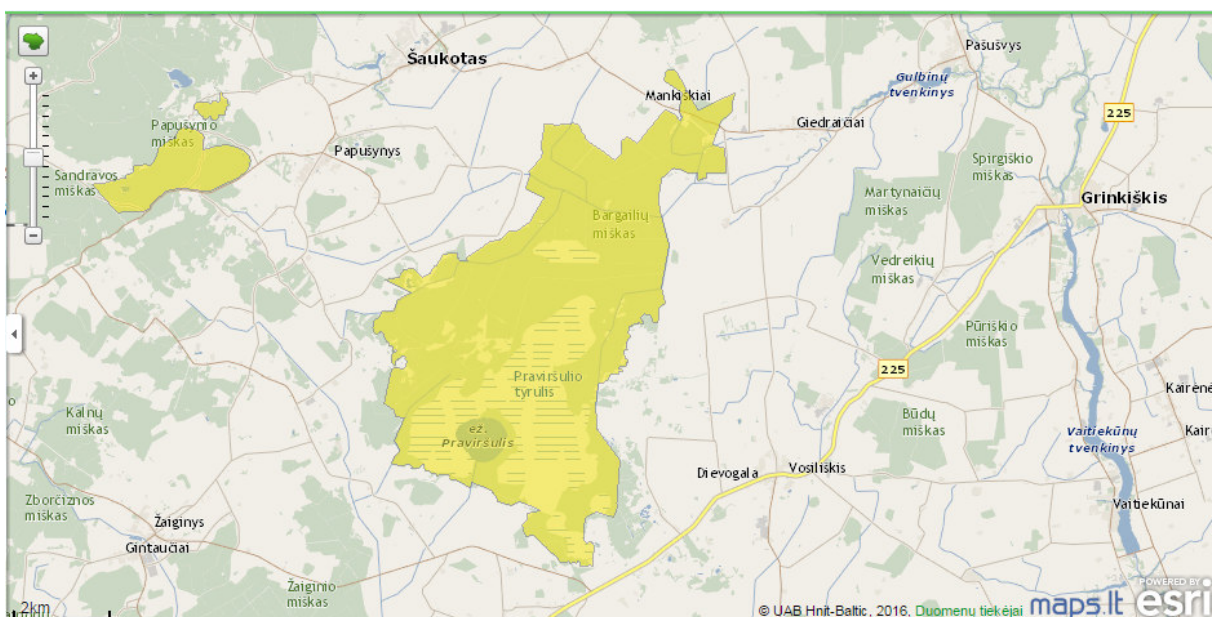 Šaukotas
Pašušvys
Gulbinų
tvenkinys
Mankiškiai
225
Giedraičiai
Papušynio
miškas
Papušynys
Spirgiškio
miškas
Sandravos
miškas
Martynaičių
miškas
Grinkiškis
Bargailių
miškas
Vedreikių
miškas
Pūriškio
miškas
225
Praviršulio
tyrulis
Kairėnė
Kalnų
miškas
Būdų
miškas
ež.
Praviršulis
Vaitiekūnų
tvenkinys
Kair
Dievogala
Vosiliškis
Zborčiznos
miškas
Vaitiekūnai
Žaiginys
Gintaučiai
Žaiginio
miškas
2km
POWERED BY
esri
© UAB Hnit-Baltic, 2016, Duomenų tiekėjai maps.lt